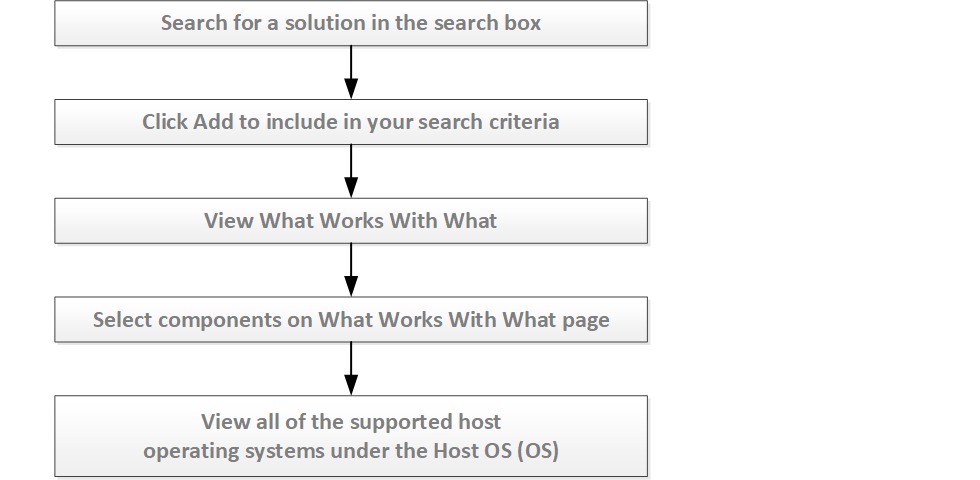 Search for a solution in the search box
Click Add to include in your search criteria
View What Works With What
Select components on What Works With What page
View all of the supported host
operating systems under the Host OS (OS)